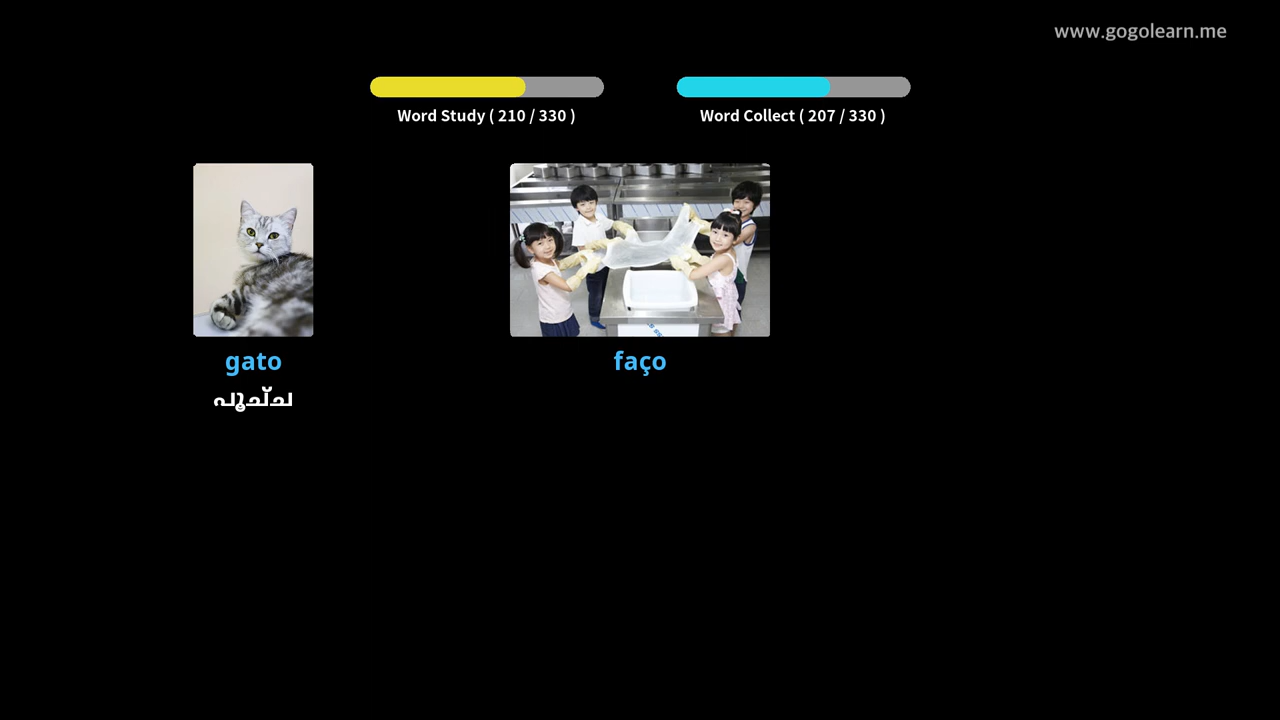 www.gogolearn.me
Word Study ( 210 / 330 )
Word Collect ( 207 / 330 )
gato
faço
പൂച്ച